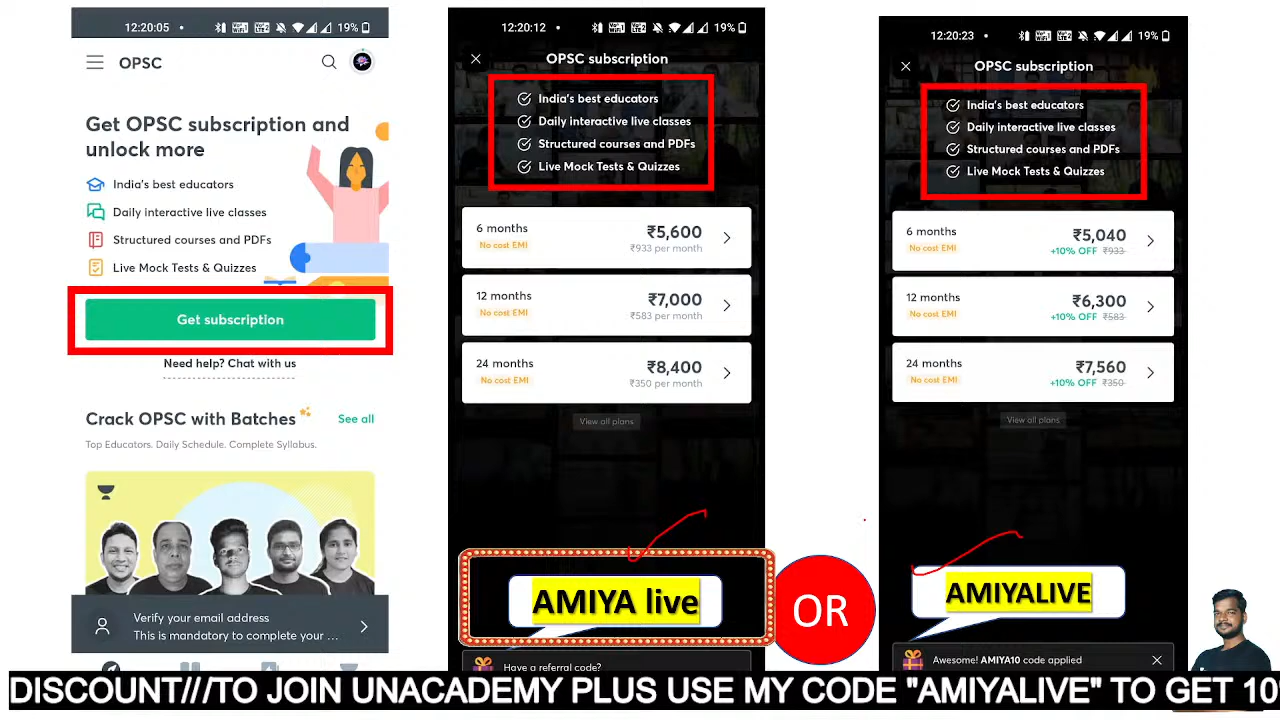 12:20:05
19%
OPSC
Get OPSC subscription and
unlock more
India's best educators
Daily interactive live classes
Structured courses and PDFs
Live Mock Tests & Quizzes
Get subscription
Need help? Chat with us
Crack OPSC with Batches
See all
Top Educators. Daily Schedule. Complete Syllabus.
Verify your email address
This is mandatory to complete your ...
12:20:12
19%
OPSC subscription
India's best educators
Daily interactive live classes
Structured courses and PDFs
Live Mock Tests & Quizzes
6 months
₹5,600
No cost EMI
₹933 per month
12 months
₹7,000
No cost EMI
₹583 per month
24 months
₹8,400
No cost EMI
₹350 per month
View all plans
AMIYA live
Have a referral code?
OR
12:20:23
19%
OPSC subscription
India's best educators
Daily interactive live classes
Structured courses and PDFs
Live Mock Tests & Quizzes
6 months
₹5,040
No cost EMI
+10% OFF ₹933
12 months
₹6,300
No cost EMI
+10% OFF ₹583
24 months
₹7,560
No cost EMI
+10% OFF ₹350
View all plans
AMIYALIVE
Awesome! AMIYA10 code applied
DISCOUNT///TO JOIN UNACADEMY PLUS USE MY CODE "AMIYALIVE" TO GET 10